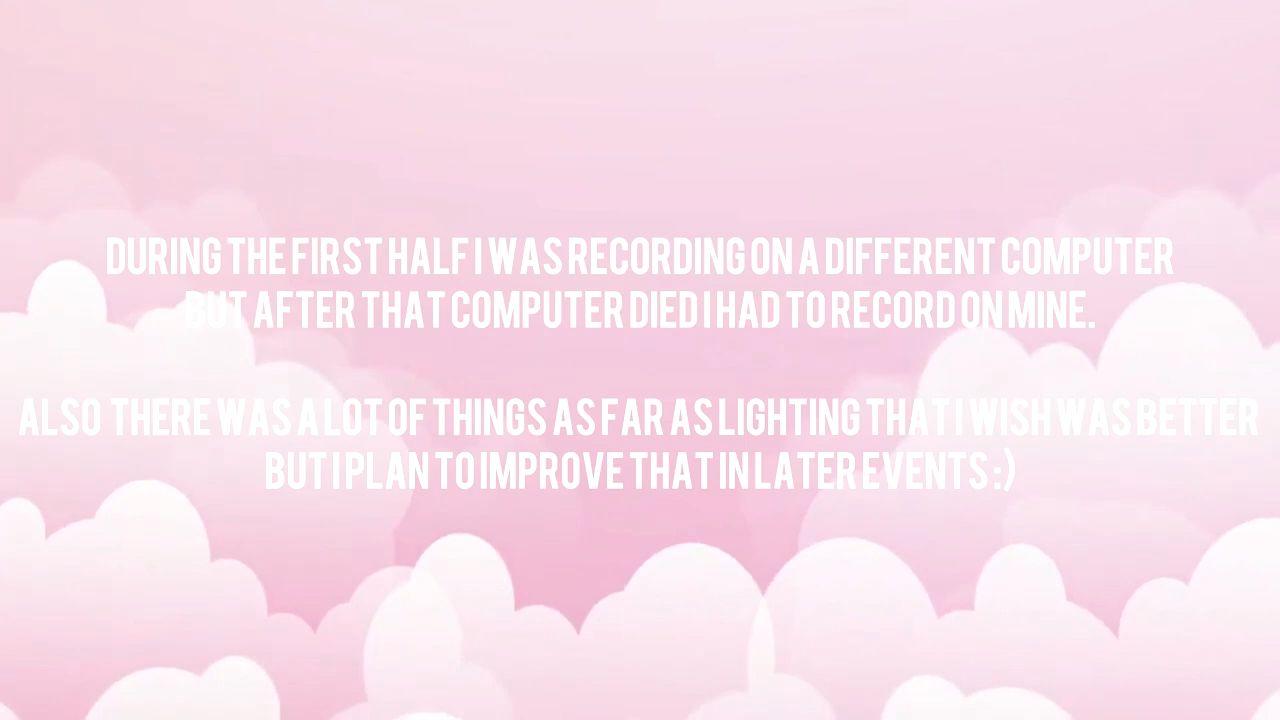 DURING THE FIRST HALF I WAS RECORDING ON A DIFFERENT COMPUTER
BUT AFTER THAT COMPUTER DIED I HAD TO RECORD ON MINE.
ALSO THERE WAS A LOT OF THINGS AS FAR AS LIGHTING THAT I WISH WAS BETTER
BUT I PLAN TO IMPROVE THAT IN LATER EVENTS :)